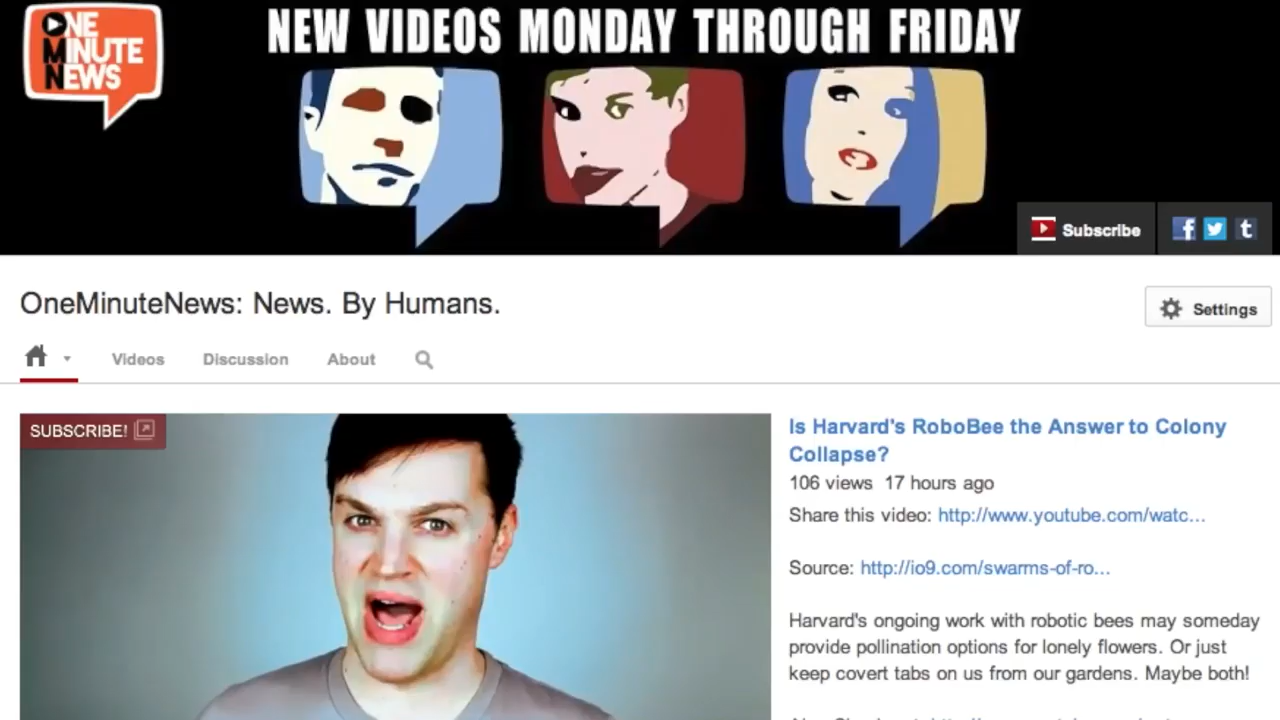 ONE
MINUTE
NEWS
NEW VIDEOS MONDAY THROUGH FRIDAY
Subscribe
f t
OneMinuteNews: News. By Humans.
Settings
Videos Discussion About
SUBSCRIBE!
Is Harvard's RoboBee the Answer to Colony
Collapse?
106 views 17 hours ago
Share this video: http://www.youtube.com/watc...
Source: http://io9.com/swarms-of-ro...
Harvard's ongoing work with robotic bees may someday
provide pollination options for lonely flowers. Or just
keep covert tabs on us from our gardens. Maybe both!